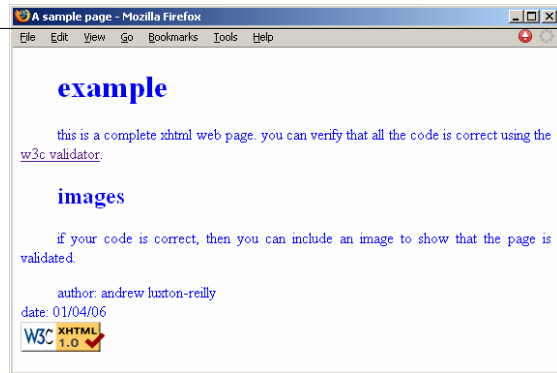 A sample page - Mozilla Firefox
File Edit View Go Bookmarks Tools Help
example
this is a complete xhtml web page. you can verify that all the code is correct using the
w3c validator.
images
if your code is correct, then you can include an image to show that the page is
validated.
author: andrew luxton-reilly
date: 01/04/06
W3C XHTML
1.0